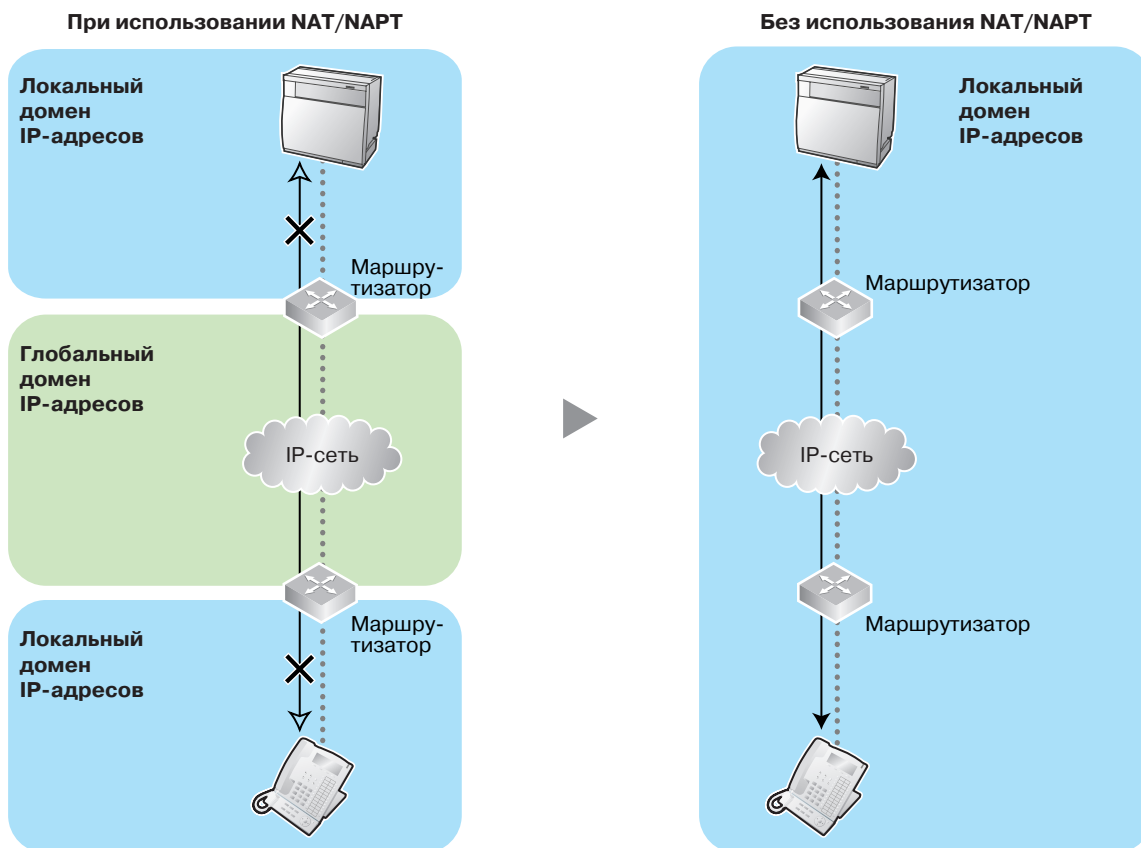 При использовании NAT/NAPT
Локальный
домен
IP-адресов
Маршру-
тизатор
Глобальный
домен
IP-адресов
IP-сеть
Маршру-
тизатор
Локальный
домен
IP-адресов
Без использования NAT/NAPT
Локальный
домен
IP-адресов
Маршрутизатор
IP-сеть
Маршрутизатор